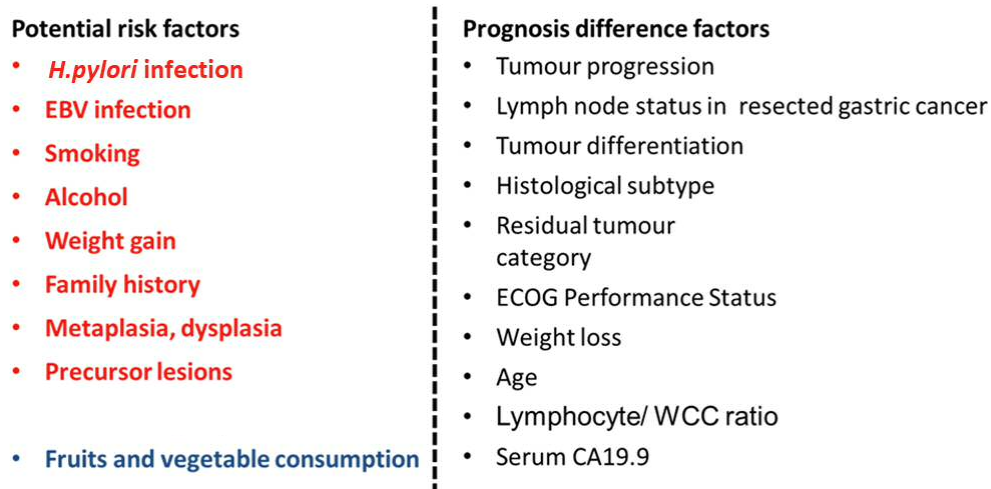 Potential risk factors
• H.pylori infection
• EBV infection
• Smoking
• Alcohol
• Weight gain
• Family history
• Metaplasia, dysplasia
• Precursor lesions
• Fruits and vegetable consumption
Prognosis difference factors
• Tumour progression
• Lymph node status in resected gastric cancer
• Tumour differentiation
• Histological subtype
• Residual tumour
category
• ECOG Performance Status
• Weight loss
• Age
• Lymphocyte/ WCC ratio
• Serum CA19.9